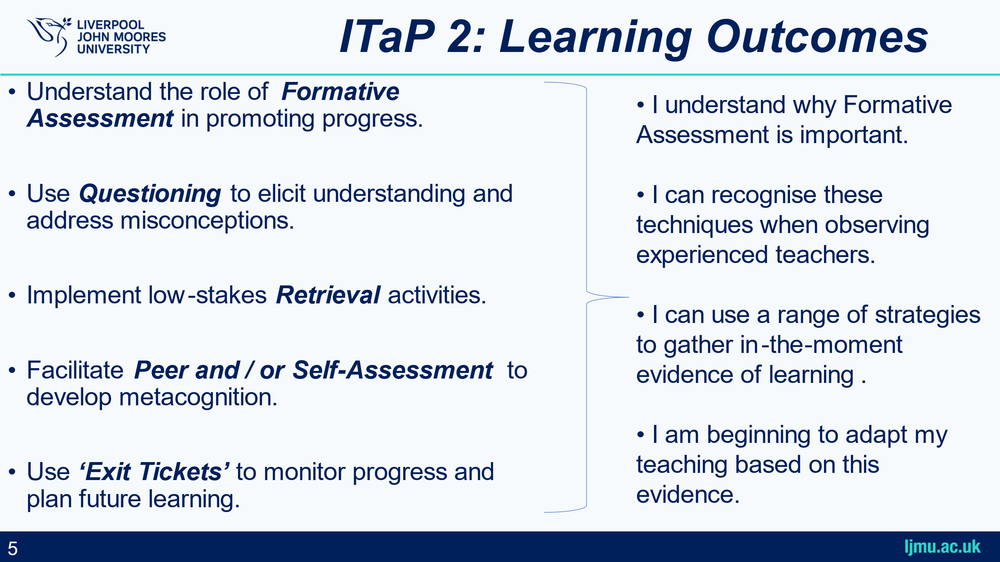 LIVERPOOL
JOHN MOORES
UNIVERSITY
ITaP 2: Learning Outcomes
• Understand the role of Formative
Assessment in promoting progress.
• Use Questioning to elicit understanding and
address misconceptions.
• Implement low-stakes Retrieval activities.
• Facilitate Peer and / or Self-Assessment to
develop metacognition.
• Use ‘Exit Tickets’ to monitor progress and
plan future learning.
• I understand why Formative
Assessment is important.
• I can recognise these
techniques when observing
experienced teachers.
• I can use a range of strategies
to gather in-the-moment
evidence of learning .
• I am beginning to adapt my
teaching based on this
evidence.
5
ljmu.ac.uk